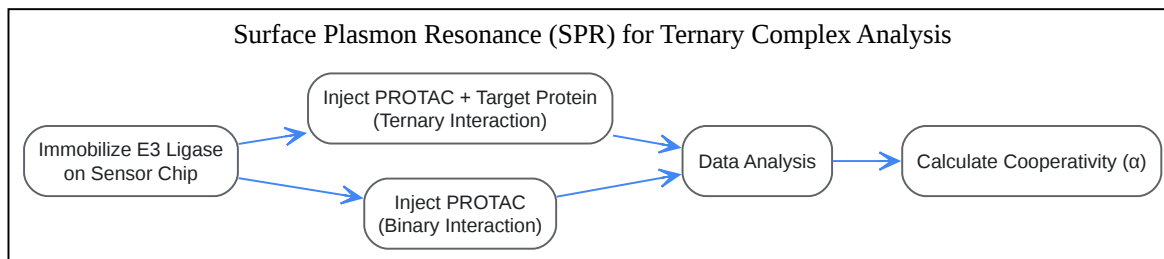 Surface Plasmon Resonance (SPR) for Ternary Complex Analysis
Immobilize E3 Ligase
on Sensor Chip
Inject PROTAC + Target Protein
(Ternary Interaction)
Inject PROTAC
(Binary Interaction)
Data Analysis
Calculate Cooperativity (α)